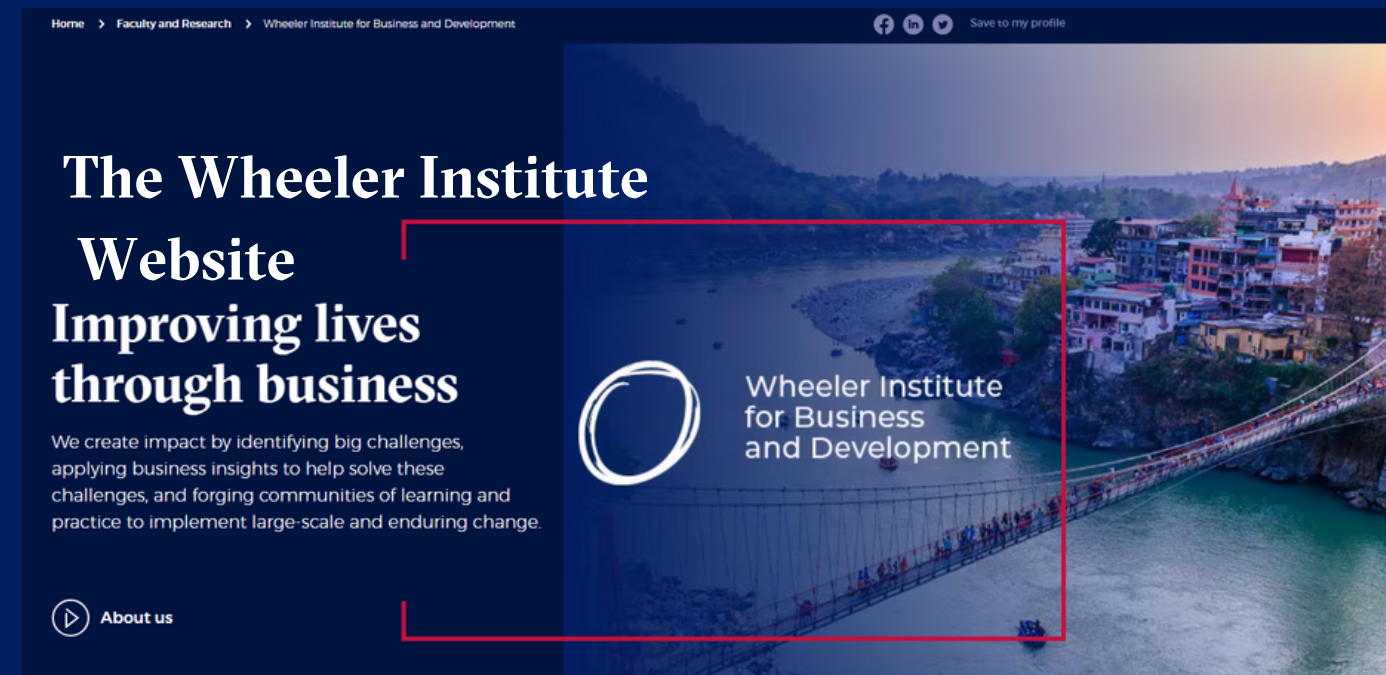 Home > Faculty and Research > Wheeler Institute for Business and Development
Save to my profile
The Wheeler Institute
Website
Improving lives
through business
We create impact by identifying big challenges,
applying business insights to help solve these
challenges, and forging communities of learning and
practice to implement large-scale and enduring change.
About us
Wheeler Institute
for Business
and Development